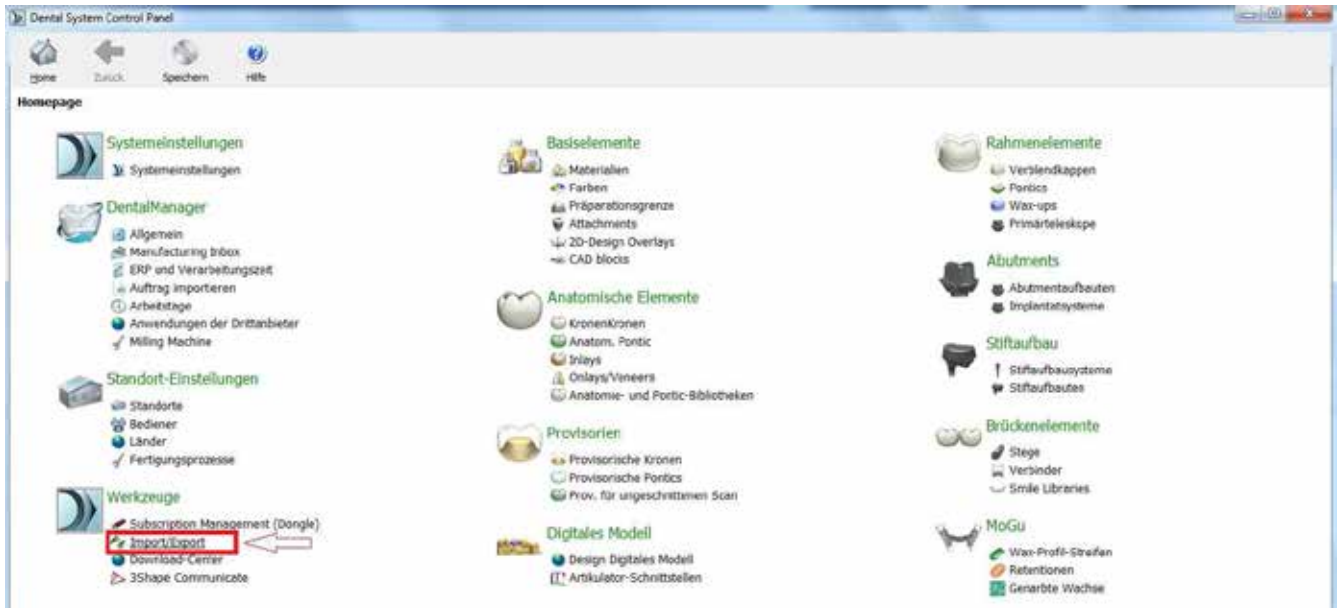 Dental System Control Panel
Home Zurück Speichern Hilfe
Homepage
Systemeinstellungen
Systemeinstellungen
DentalManager
Allgemein
Manufacturing Inbox
ERP und Verarbeitungszeit
Auftrag importieren
Arbeitstage
Anwendungen der Drittanbieter
Milling Machine
Standort-Einstellungen
Standorte
Bediener
Länder
Fertigungsprozesse
Werkzeuge
Subscription Management (Dongle)
Import/Export
Download-Center
3Shape Communicate
Basiselemente
Materialien
Farben
Präparationsgrenze
Attachments
2D-Design Overlays
CAD blocks
Anatomische Elemente
KronenKronen
Anatom. Pontic
Inlays
Onlays/Veneers
Anatomie- und Pontic-Bibliotheken
Provisorien
Provisorische Kronen
Provisorische Pontics
Prov. für ungeschnittenen Scan
Digitales Modell
Design Digitales Modell
Artikulator-Schnittstellen
Rahmenelemente
Verblendkappen
Pontics
Wax-ups
Primärteleskope
Abutments
Abutmentaufbauten
Implantatsysteme
Stiftaufbau
Stiftaufbausysteme
Stiftaufbautes
Brückenelemente
Stege
Verbinder
Smile Libraries
MoGu
Wax-Profil-Streifen
Retentionen
Genarbte Wachse